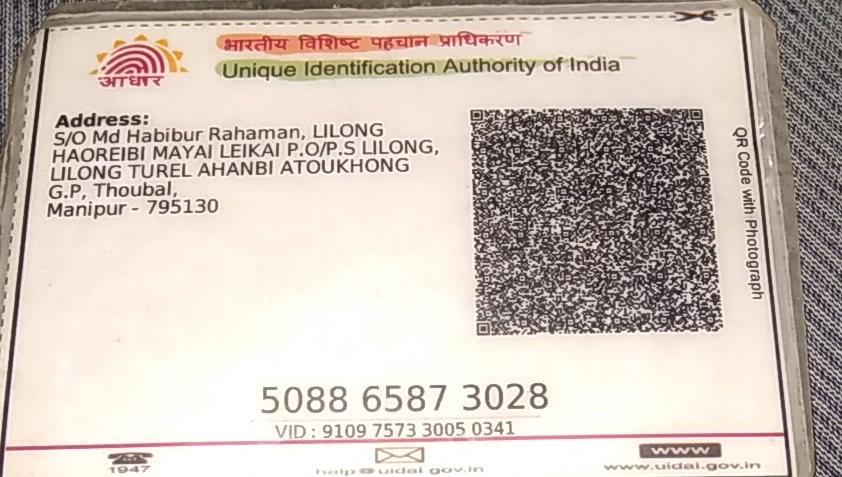 भारतीय विशिष्ट पहचान प्राधिकरण
Unique Identification Authority of India
आधार
Address:
S/O Md Habibur Rahaman, LILONG
HAOREIBI MAYAI LEIKAI P.O/P.S LILONG,
LILONG TUREL AHANBI ATOUKHONG
G.P, Thoubal,
Manipur - 795130
QR Code with Photograph
5088 6587 3028
VID : 9109 7573 3005 0341
1947
help@uidai.gov.in
www
www.uidai.gov.in